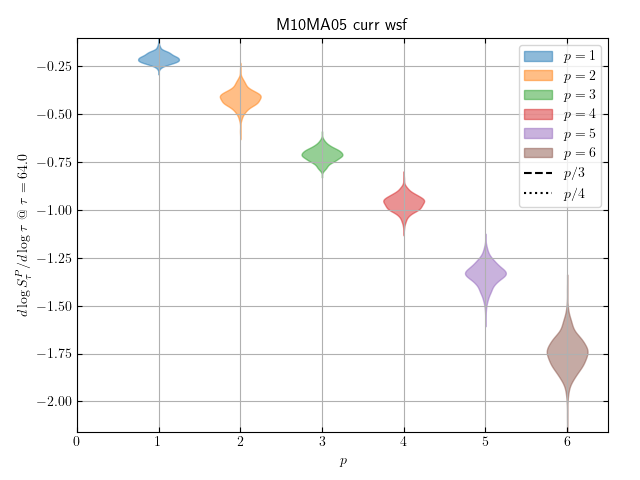 M10MA05 curr wsf
d log S_τ^p / d log τ @ τ = 64.0
−0.25
−0.50
−0.75
−1.00
−1.25
−1.50
−1.75
−2.00
0
1
2
3
4
5
6
p
p = 1
p = 2
p = 3
p = 4
p = 5
p = 6
p/3
p/4